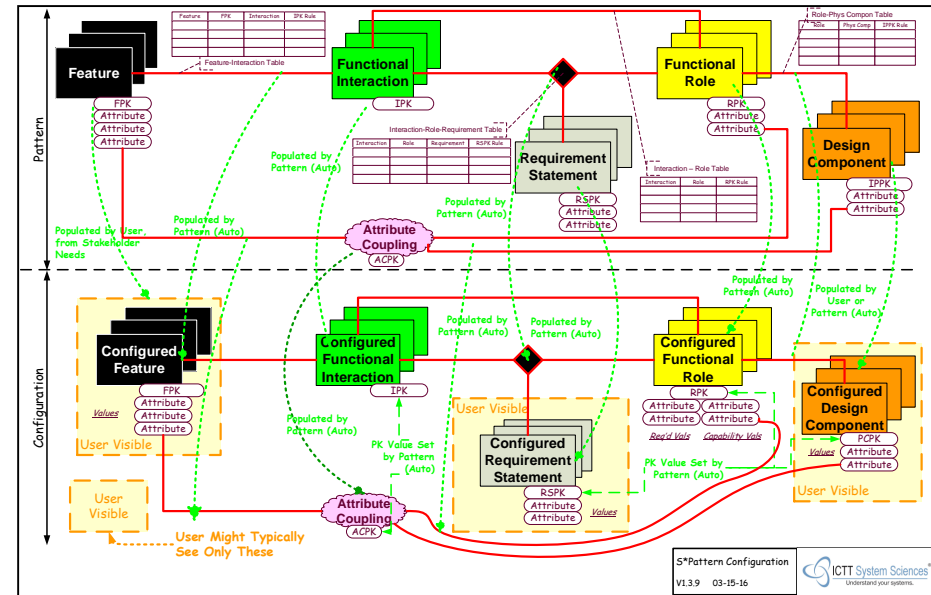 Feature FPK Interaction IPK Rule
Feature-Interaction Table
Role-Phys Compon Table
Role Phys Comp IPPK Rule
Feature
Functional
Interaction
Functional
Role
FPK
Attribute
Attribute
Attribute
IPK
RPK
Attribute
Attribute
Interaction-Role-Requirement Table
Interaction Role Requirement RSPK Rule
Requirement
Statement
RSPK
Attribute
Attribute
Interaction – Role Table
Interaction Role RPK Rule
Design
Component
IPPK
Attribute
Attribute
Pattern
Populated by
Pattern (Auto)
Populated by
Pattern (Auto)
Populated by
Pattern (Auto)
Populated by User,
from Stakeholder
Needs
Attribute
Coupling
ACPK
Populated by
Pattern (Auto)
Populated by
User or
Pattern (Auto)
Configuration
Configured
Feature
FPK
Attribute
Attribute
Attribute
Values
User Visible
Configured
Functional
Interaction
IPK
Populated by
Pattern (Auto)
Populated by
Pattern (Auto)
Populated by
Pattern (Auto)
PK Value Set
by Pattern
(Auto)
User Visible
Configured
Requirement
Statement
RSPK
Attribute
Attribute
Values
Configured
Functional
Role
RPK
Attribute Attribute
Attribute Attribute
Req'd Vals Capability Vals
PK Value Set by
Pattern (Auto)
Configured
Design
Component
PCPK
Attribute
Attribute
Values
User Visible
Attribute
Coupling
ACPK
User
Visible
User Might Typically
See Only These
S*Pattern Configuration
V1.3.9 03-15-16
ICTT System Sciences®
Understand your systems.